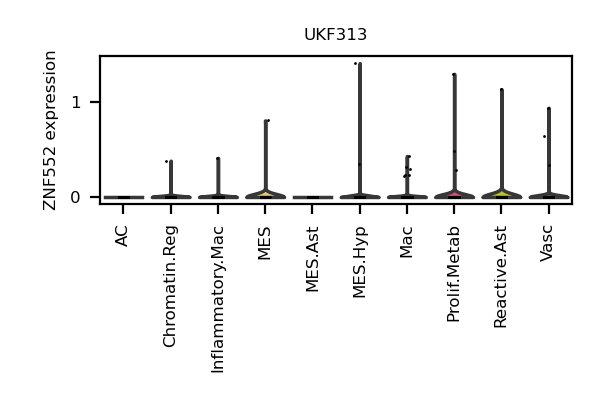 UKF313
ZNF552 expression
1
0
AC
Chromatin.Reg
Inflammatory.Mac
MES
MES.Ast
MES.Hyp
Mac
Prolif.Metab
Reactive.Ast
Vasc